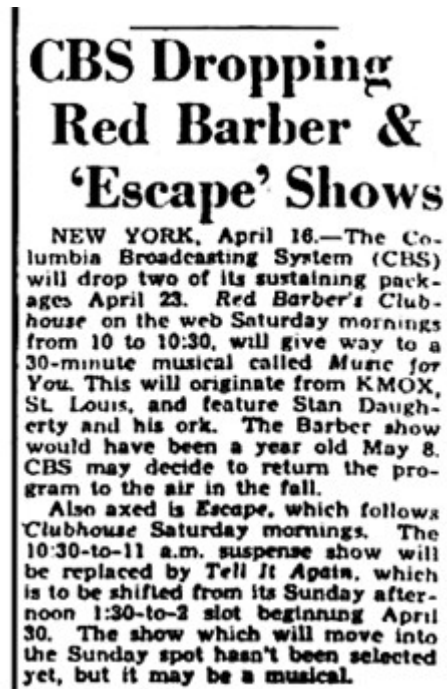 CBS Dropping
Red Barber &
'Escape' Shows
NEW YORK, April 16.—The Co-
lumbia Broadcasting System (CBS)
will drop two of its sustaining pack-
ages April 23. Red Barber's Club-
house on the web Saturday mornings
from 10 to 10:30, will give way to a
30-minute musical called Music for
You. This will originate from KMOX,
St. Louis, and feature Stan Daugh-
erty and his ork. The Barber show
would have been a year old May 8.
CBS may decide to return the pro-
gram to the air in the fall.
Also axed is Escape, which follows
Clubhouse Saturday mornings. The
10:30-to-11 a.m. suspense show will
be replaced by Tell It Again, which
is to be shifted from its Sunday after-
noon 1:30-to-2 slot beginning April
30. The show which will move into
the Sunday spot hasn't been selected
yet, but it may be a musical.